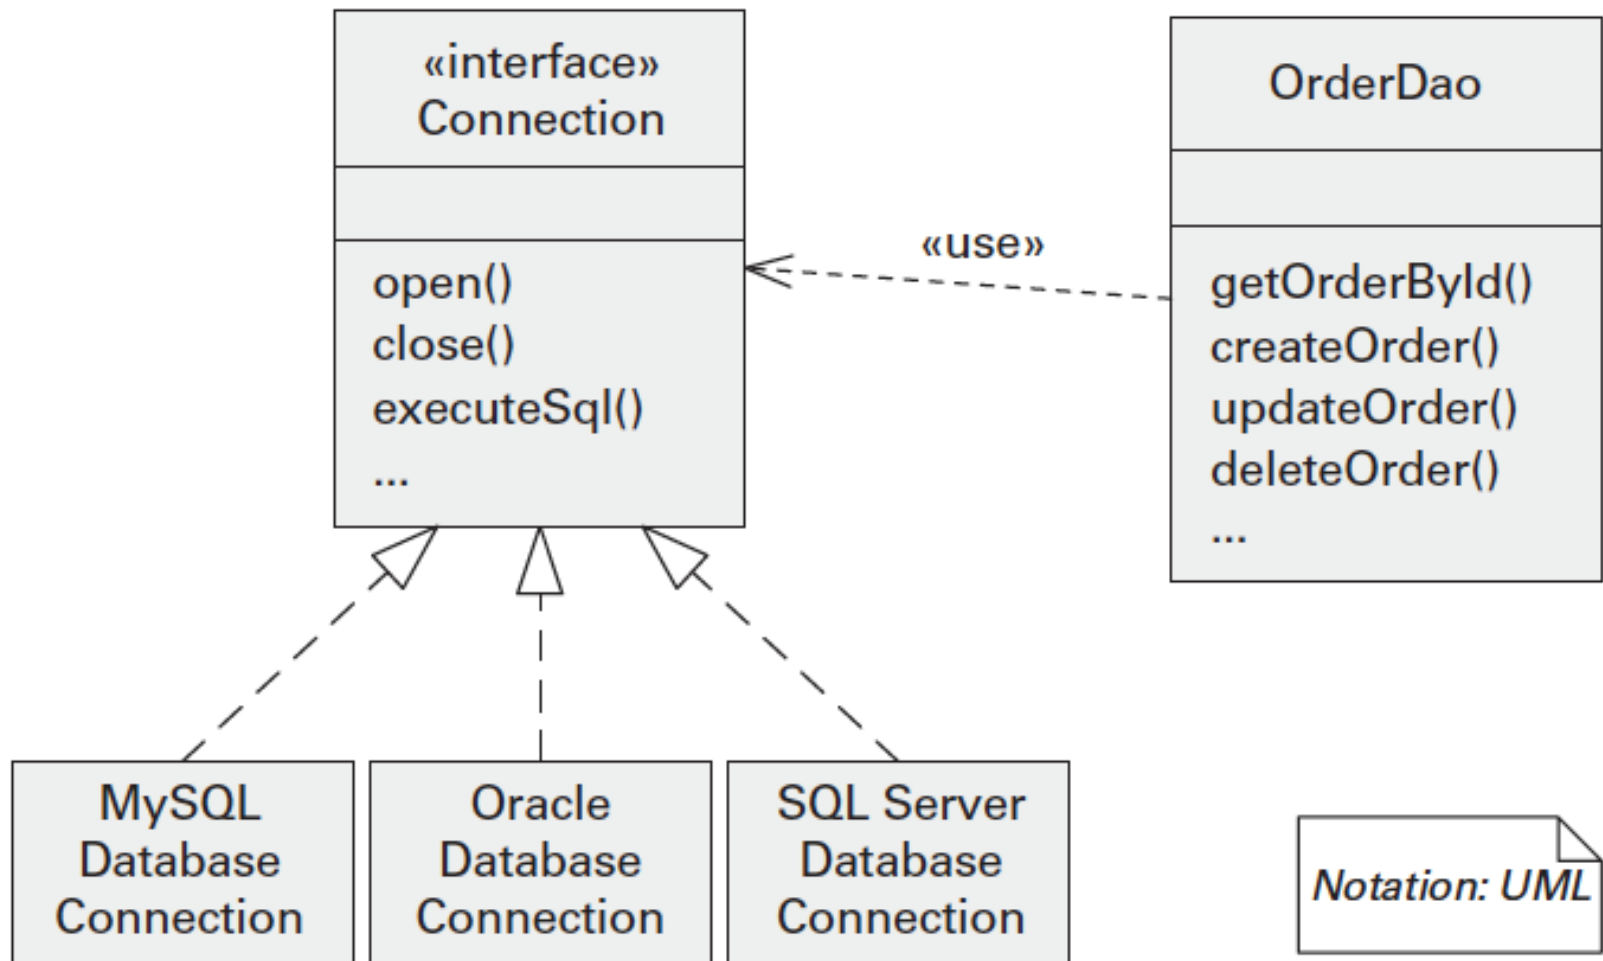 «interface»
Connection
open()
close()
executeSql()
...
«use»
OrderDao
getOrderById()
createOrder()
updateOrder()
deleteOrder()
...
MySQL
Database
Connection
Oracle
Database
Connection
SQL Server
Database
Connection
Notation: UML